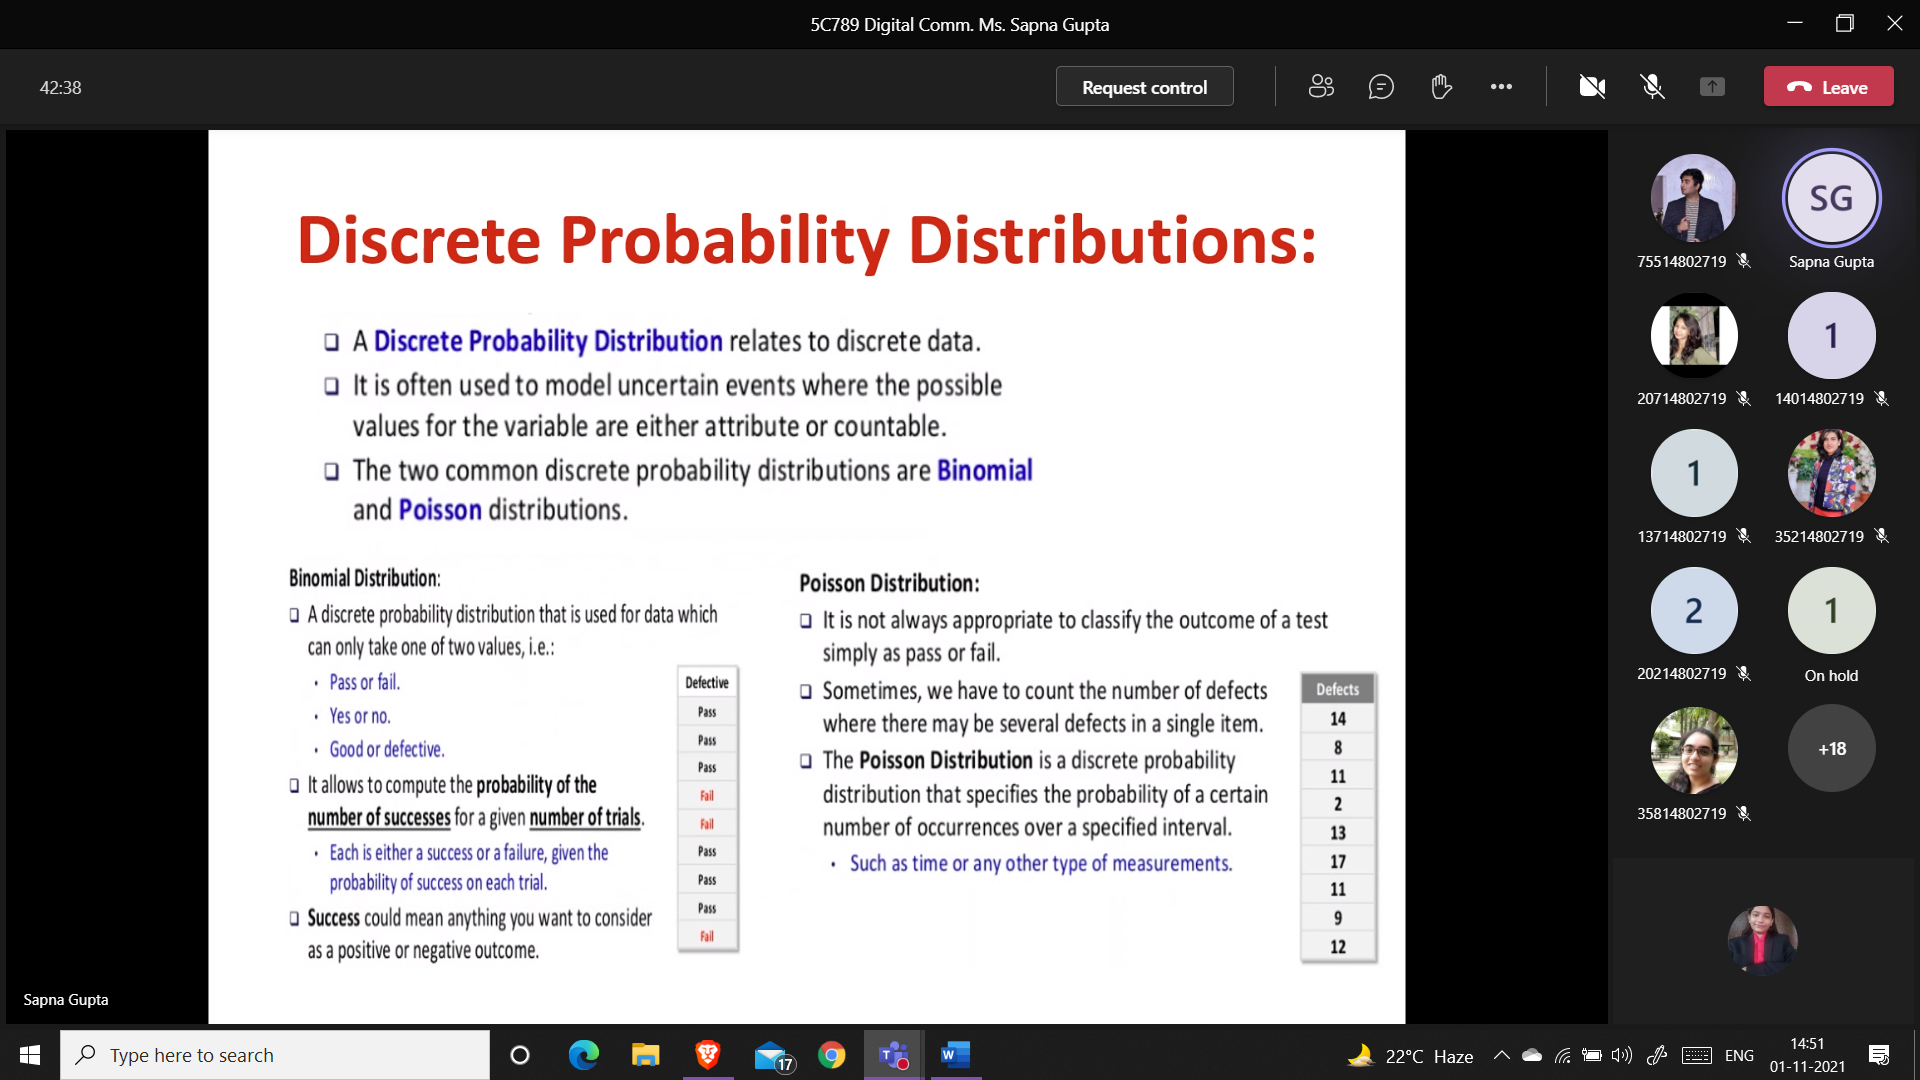 5C789 Digital Comm. Ms. Sapna Gupta
42:38
Request control
Leave
Discrete Probability Distributions:
A Discrete Probability Distribution relates to discrete data.
It is often used to model uncertain events where the possible
values for the variable are either attribute or countable.
The two common discrete probability distributions are Binomial
and Poisson distributions.
Binomial Distribution:
A discrete probability distribution that is used for data which
can only take one of two values, i.e.:
Pass or fail.
Yes or no.
Good or defective.
It allows to compute the probability of the
number of successes for a given number of trials.
Each is either a success or a failure, given the
probability of success on each trial.
Success could mean anything you want to consider
as a positive or negative outcome.
Defective
Pass
Pass
Pass
Fail
Fail
Pass
Pass
Pass
Fail
Poisson Distribution:
It is not always appropriate to classify the outcome of a test
simply as pass or fail.
Sometimes, we have to count the number of defects
where there may be several defects in a single item.
The Poisson Distribution is a discrete probability
distribution that specifies the probability of a certain
number of occurrences over a specified interval.
Such as time or any other type of measurements.
Defects
14
8
11
2
13
17
11
9
12
Sapna Gupta
SG
75514802719
Sapna Gupta
1
20714802719
14014802719
1
13714802719
35214802719
2
1
20214802719
On hold
+18
35814802719
Type here to search
17
22°C Haze
ENG
14:51
01-11-2021